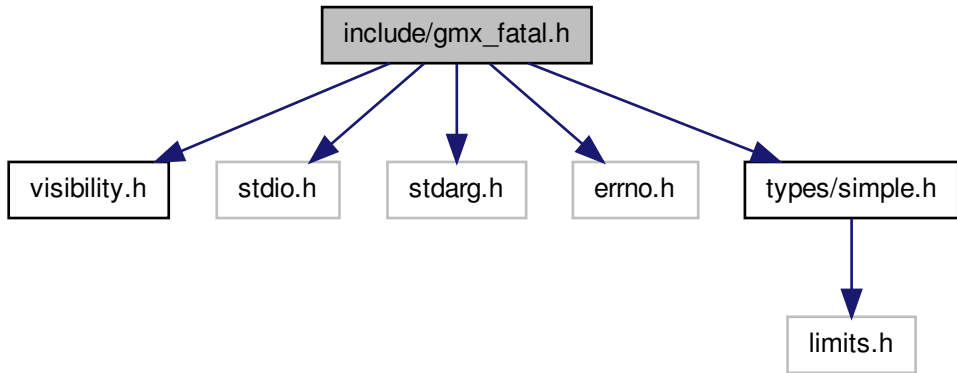 include/gmx_fatal.h
visibility.h
stdio.h
stdarg.h
errno.h
types/simple.h
limits.h